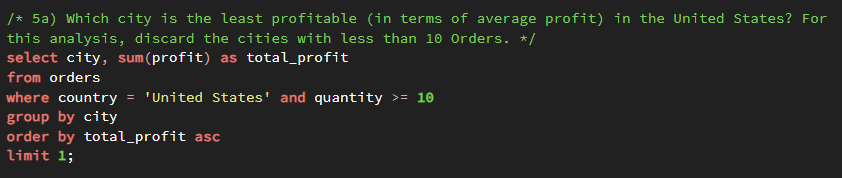 /* 5a) Which city is the least profitable (in terms of average profit) in the United States? For
this analysis, discard the cities with less than 10 Orders. */
select city, sum(profit) as total_profit
from orders
where country = 'United States' and quantity >= 10
group by city
order by total_profit asc
limit 1;